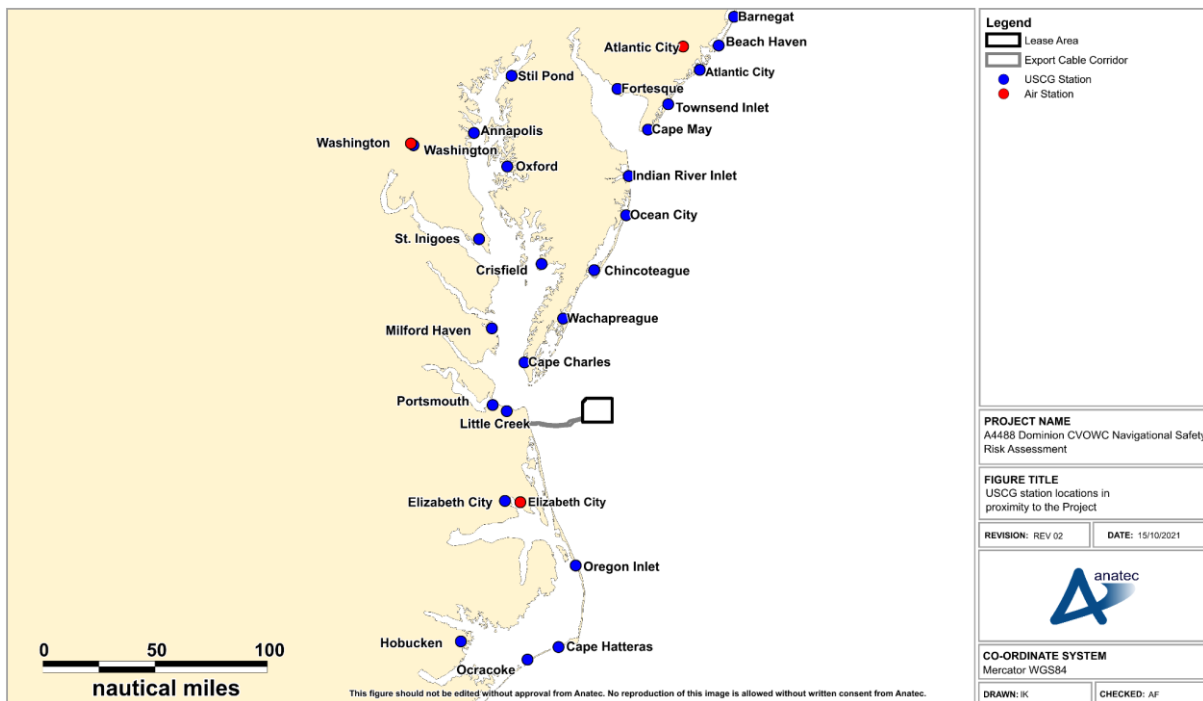 Barnegat
Atlantic City
Beach Haven
Atlantic City
Stil Pond
Fortesque
Townsend Inlet
Annapolis
Cape May
Washington
Washington
Oxford
Indian River Inlet
Ocean City
St. Inigoes
Crisfield
Chincoteague
Wachapreague
Milford Haven
Cape Charles
Portsmouth
Little Creek
Elizabeth City
Elizabeth City
Oregon Inlet
Hobucken
Cape Hatteras
Ocracoke
0 50 100
nautical miles
This figure should not be edited without approval from Anatec. No reproduction of this image is allowed without written consent from Anatec.
Legend
Lease Area
Export Cable Corridor
USCG Station
Air Station
PROJECT NAME
A4488 Dominion CVOWC Navigational Safety
Risk Assessment
FIGURE TITLE
USCG station locations in
proximity to the Project
REVISION: REV 02
DATE: 15/10/2021
anatec
CO-ORDINATE SYSTEM
Mercator WGS84
DRAWN: IK
CHECKED: AF